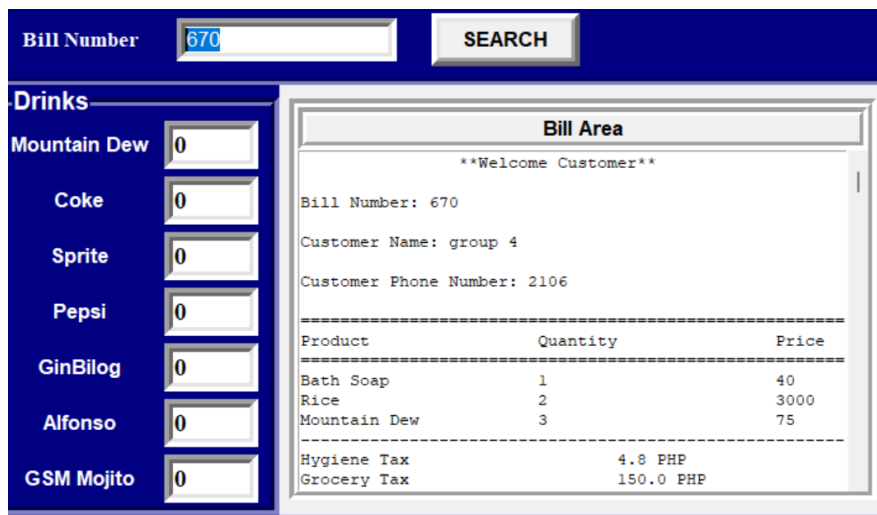 Bill Number 670 SEARCH
Drinks
Mountain Dew 0
Coke 0
Sprite 0
Pepsi 0
GinBilog 0
Alfonso 0
GSM Mojito 0
Bill Area
**Welcome Customer**
Bill Number: 670
Customer Name: group 4
Customer Phone Number: 2106
=======================================================
Product Quantity Price
=======================================================
Bath Soap 1 40
Rice 2 3000
Mountain Dew 3 75
-------------------------------------------------------
Hygiene Tax 4.8 PHP
Grocery Tax 150.0 PHP